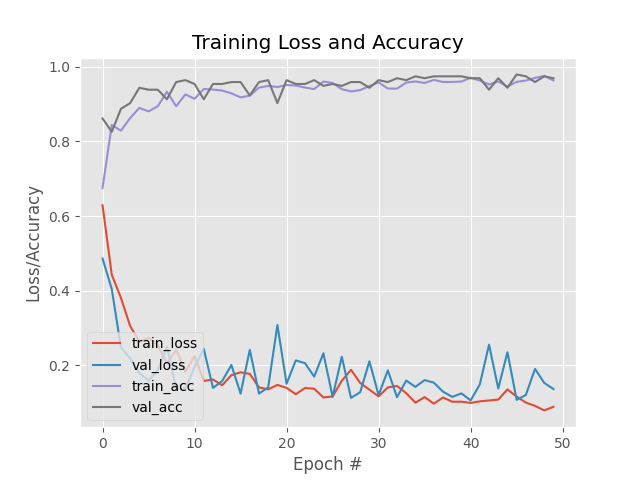 Training Loss and Accuracy
Loss/Accuracy
1.0
0.8
0.6
0.4
0.2
train_loss
val_loss
train_acc
val_acc
0
10
20
30
40
50
Epoch #